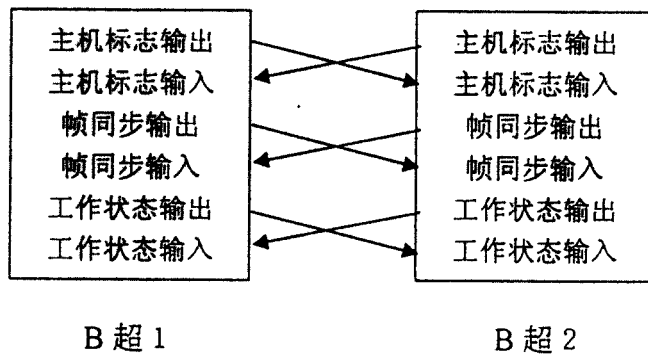 主机标志输出
主机标志输入
帧同步输出
帧同步输入
工作状态输出
工作状态输入
主机标志输出
主机标志输入
帧同步输出
帧同步输入
工作状态输出
工作状态输入
B 超 1
B 超 2